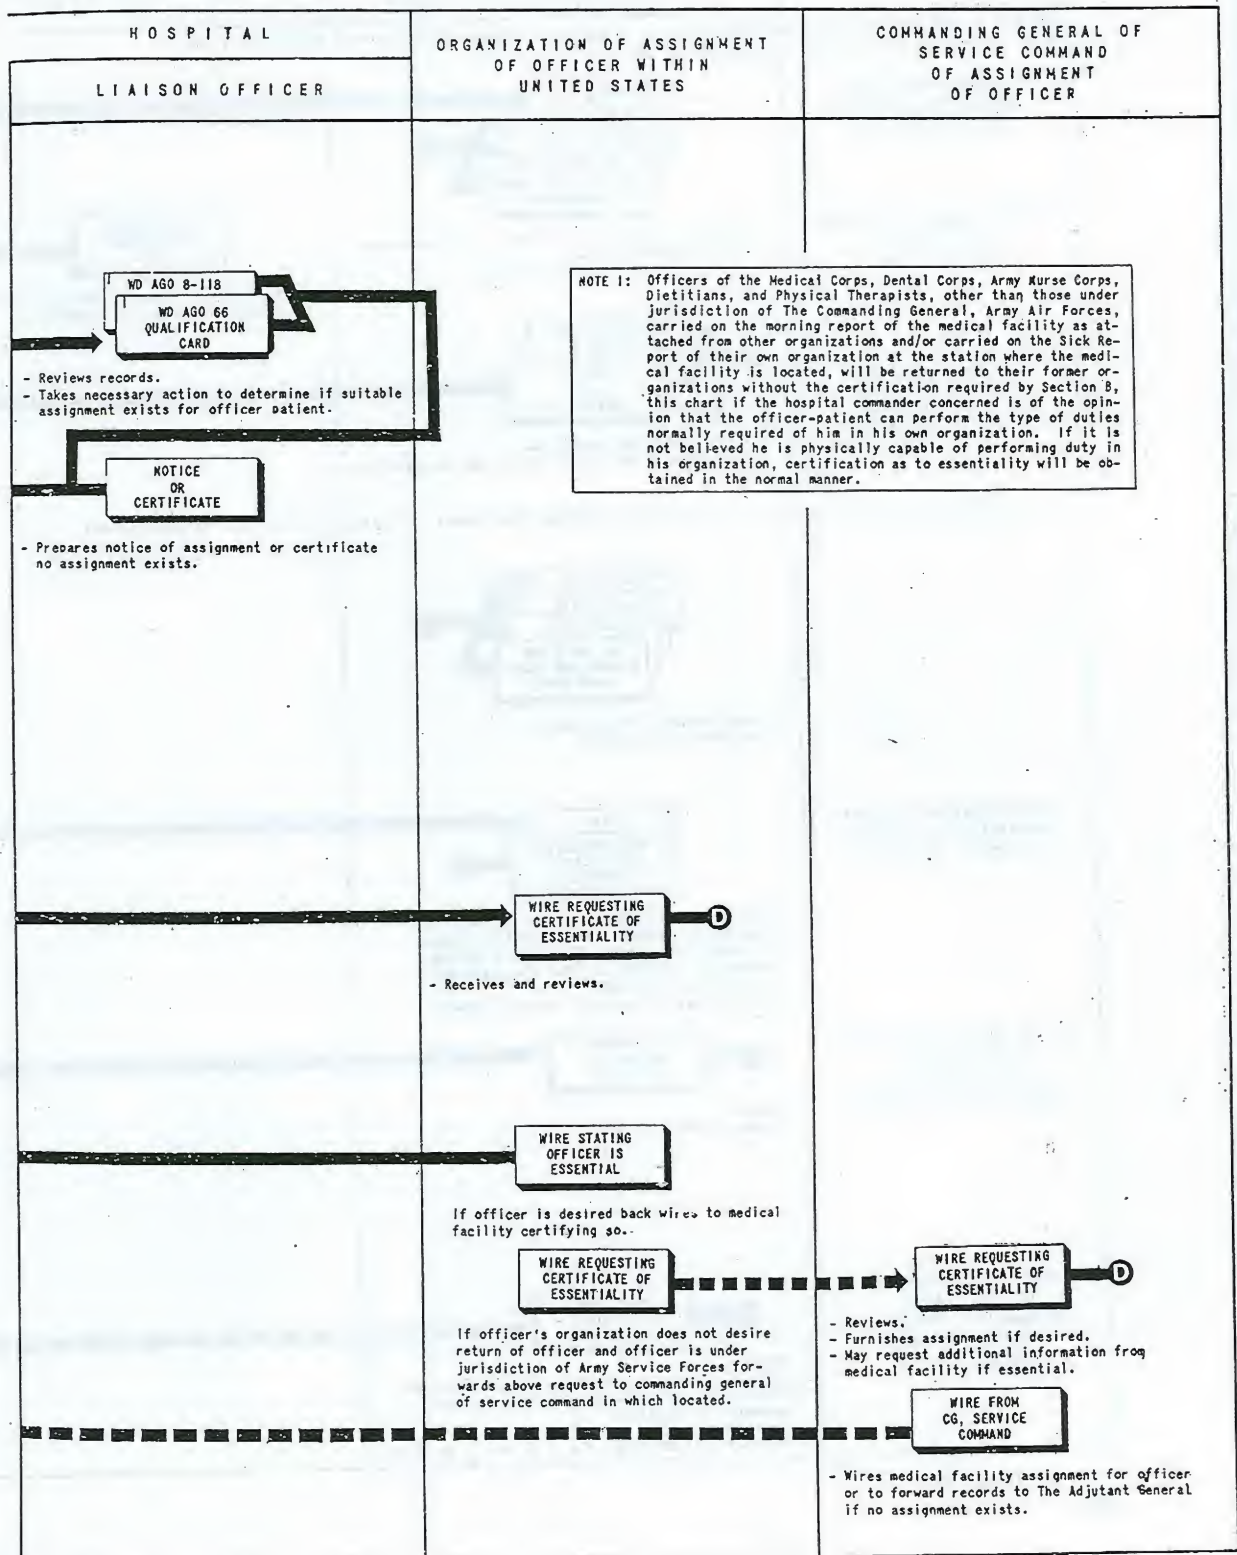 HOSPITAL
LIAISON OFFICER
ORGANIZATION OF ASSIGNMENT
OF OFFICER WITHIN
UNITED STATES
COMMANDING GENERAL OF
SERVICE COMMAND
OF ASSIGNMENT
OF OFFICER
WD AGO 8-118
WD AGO 66
QUALIFICATION
CARD
- Reviews records.
- Takes necessary action to determine if suitable
assignment exists for officer patient.
NOTICE
OR
CERTIFICATE
- Prepares notice of assignment or certificate
no assignment exists.
NOTE 1: Officers of the Medical Corps, Dental Corps, Army Nurse Corps,
Dietitians, and Physical Therapists, other than those under
jurisdiction of The Commanding General, Army Air Forces,
carried on the morning report of the medical facility as at-
tached from other organizations and/or carried on the Sick Re-
port of their own organization at the station where the medi-
cal facility is located, will be returned to their former or-
ganizations without the certification required by Section B,
this chart if the hospital commander concerned is of the opin-
ion that the officer-patient can perform the type of duties
normally required of him in his own organization. If it is
not believed he is physically capable of performing duty in
his organization, certification as to essentiality will be ob-
tained in the normal manner.
WIRE REQUESTING
CERTIFICATE OF
ESSENTIALITY
D
- Receives and reviews.
WIRE STATING
OFFICER IS
ESSENTIAL
If officer is desired back wires to medical
facility certifying so.
WIRE REQUESTING
CERTIFICATE OF
ESSENTIALITY
If officer's organization does not desire
return of officer and officer is under
jurisdiction of Army Service Forces for-
wards above request to commanding general
of service command in which located.
WIRE REQUESTING
CERTIFICATE OF
ESSENTIALITY
D
- Reviews.
- Furnishes assignment if desired.
- May request additional information from
medical facility if essential.
WIRE FROM
CG, SERVICE
COMMAND
- Wires medical facility assignment for officer
or to forward records to The Adjutant General
if no assignment exists.